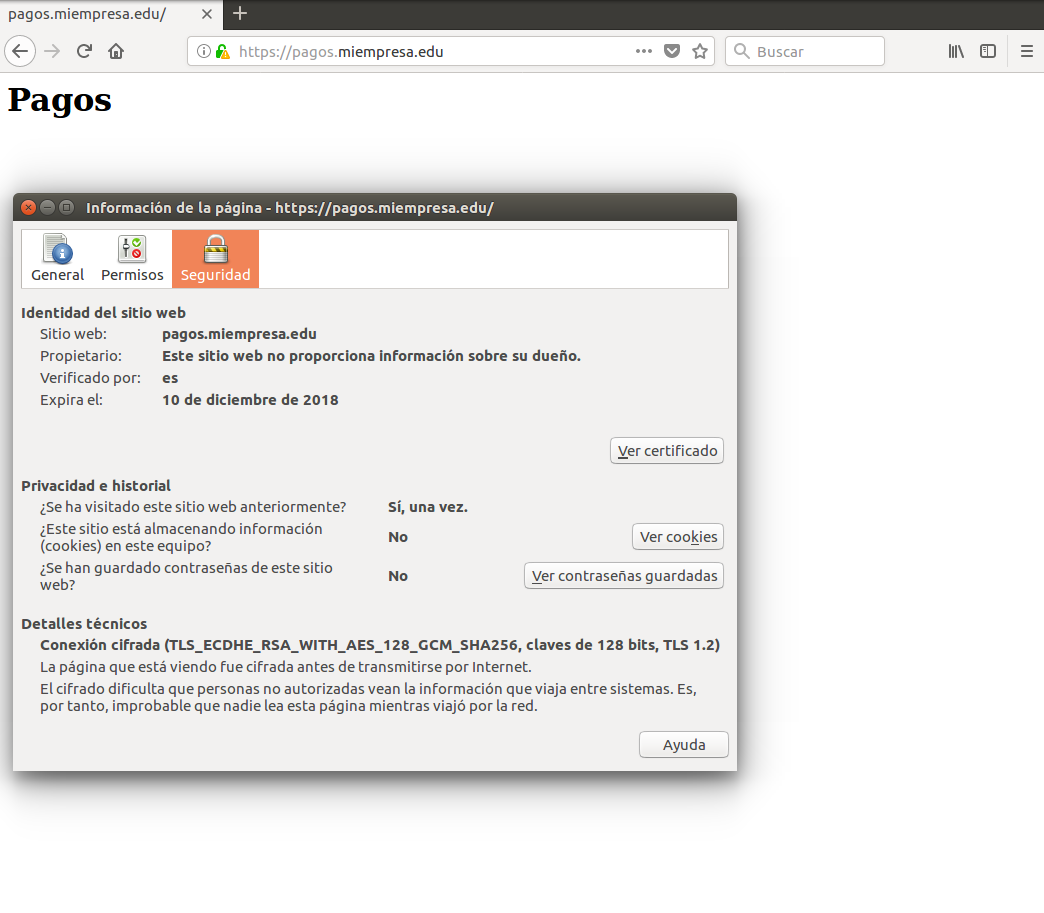 pagos.miempresa.edu/
https://pagos.miempresa.edu
Buscar
Pagos
Información de la página - https://pagos.miempresa.edu/
General
Permisos
Seguridad
Identidad del sitio web
Sitio web: pagos.miempresa.edu
Propietario: Este sitio web no proporciona información sobre su dueño.
Verificado por: es
Expira el: 10 de diciembre de 2018
Ver certificado
Privacidad e historial
¿Se ha visitado este sitio web anteriormente? Sí, una vez.
¿Este sitio está almacenando información
(cookies) en este equipo?
No
Ver cookies
¿Se han guardado contraseñas de este sitio
web?
No
Ver contraseñas guardadas
Detalles técnicos
Conexión cifrada (TLS_ECDHE_RSA_WITH_AES_128_GCM_SHA256, claves de 128 bits, TLS 1.2)
La página que está viendo fue cifrada antes de transmitirse por Internet.
El cifrado dificulta que personas no autorizadas vean la información que viaja entre sistemas. Es,
por tanto, improbable que nadie lea esta página mientras viajó por la red.
Ayuda